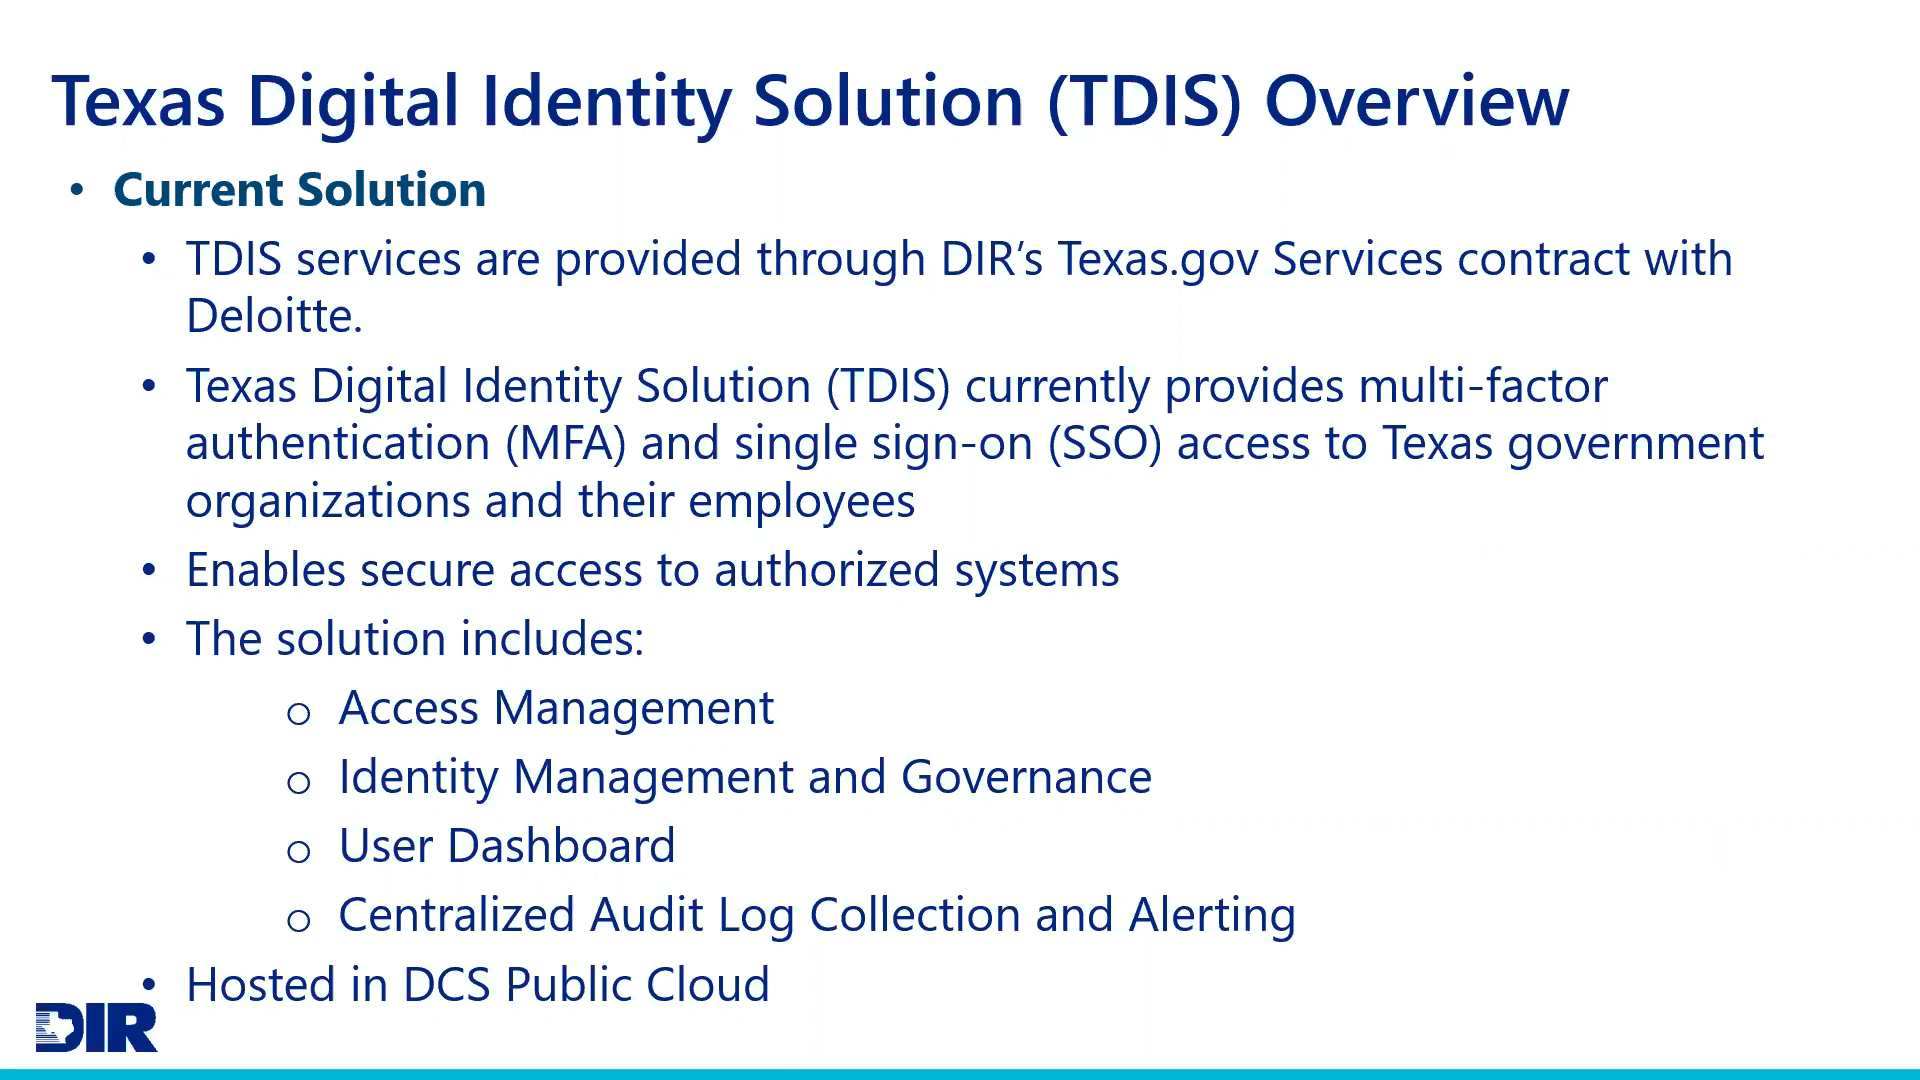 Texas Digital Identity Solution (TDIS) Overview
• Current Solution
• TDIS services are provided through DIR’s Texas.gov Services contract with
Deloitte.
• Texas Digital Identity Solution (TDIS) currently provides multi-factor
authentication (MFA) and single sign-on (SSO) access to Texas government
organizations and their employees
• Enables secure access to authorized systems
• The solution includes:
o Access Management
o Identity Management and Governance
o User Dashboard
o Centralized Audit Log Collection and Alerting
• Hosted in DCS Public Cloud
DIR